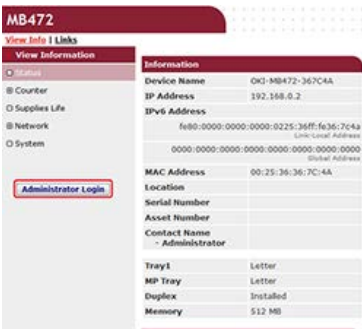 MB472
View Info | Links
View Information
Status
Counter
Supplies Life
Network
System
Administrator Login
Information
Device Name OKI-MB472-367C4A
IP Address 192.168.0.2
IPv6 Address
fe80:0000:0000:0000:0225:36ff:fe36:7c4a
Link-Local Address
0000:0000:0000:0000:0000:0000:0000:0000
Global Address
MAC Address 00:25:36:36:7C:4A
Location
Serial Number
Asset Number
Contact Name
- Administrator
Tray1 Letter
MP Tray Letter
Duplex Installed
Memory 512 MB